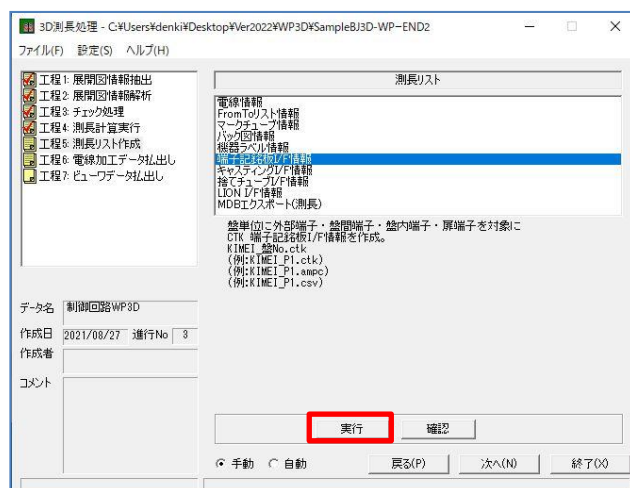 3D測長処理 - C:¥Users¥denki¥Desktop¥Ver2022¥WP3D¥SampleBJ3D-WP-END2
ファイル(F) 設定(S) ヘルプ(H)
工程1: 展開図情報抽出
工程2: 展開図情報解析
工程3: チェック処理
工程4: 測長計算実行
工程5: 測長リスト作成
工程6: 電線加工データ払出し
工程7: ビューワデータ払出し
測長リスト
電線情報
FromToリスト情報
マークチューブ情報
バック図情報
機器ラベル情報
端子記銘板I/F情報
キャスティングI/F情報
捨てチューブI/F情報
LION I/F情報
MDBエクスポート(測長)
盤単位に外部端子・盤間端子・盤内端子・扉端子を対象に
CTK 端子記銘板I/F情報を作成。
KIMEI_盤No.ctk
(例:KIMEI_P1.ctk)
(例:KIMEI_P1.ampc)
(例:KIMEI_P1.csv)
データ名 制御回路WP3D
作成日 2021/08/27 進行No 3
作成者
コメント
実行 確認
手動 自動 戻る(P) 次へ(N) 終了(X)